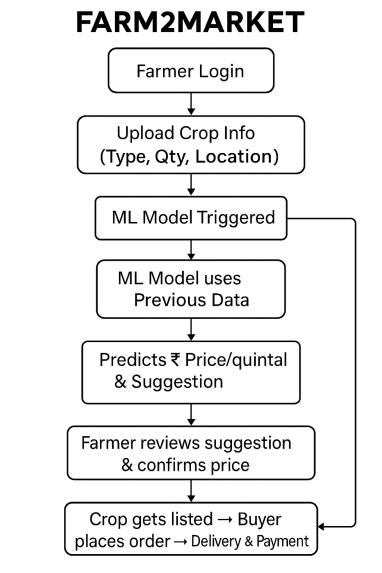 FARM2MARKET
Farmer Login
Upload Crop Info
(Type, Qty, Location)
ML Model Triggered
ML Model uses
Previous Data
Predicts ₹ Price/quintal
& Suggestion
Farmer reviews suggestion
& confirms price
Crop gets listed → Buyer
places order → Delivery & Payment